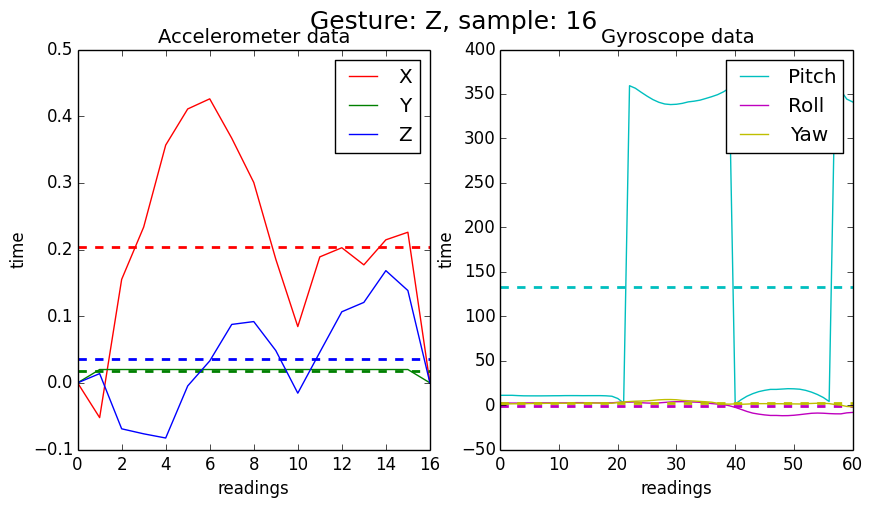 Gesture: Z, sample: 16
Accelerometer data
0.5
0.4
0.3
0.2
0.1
0.0
−0.1
time
0 2 4 6 8 10 12 14 16
readings
X
Y
Z
Gyroscope data
400
350
300
250
200
150
100
50
0
−50
time
0 10 20 30 40 50 60
readings
Pitch
Roll
Yaw